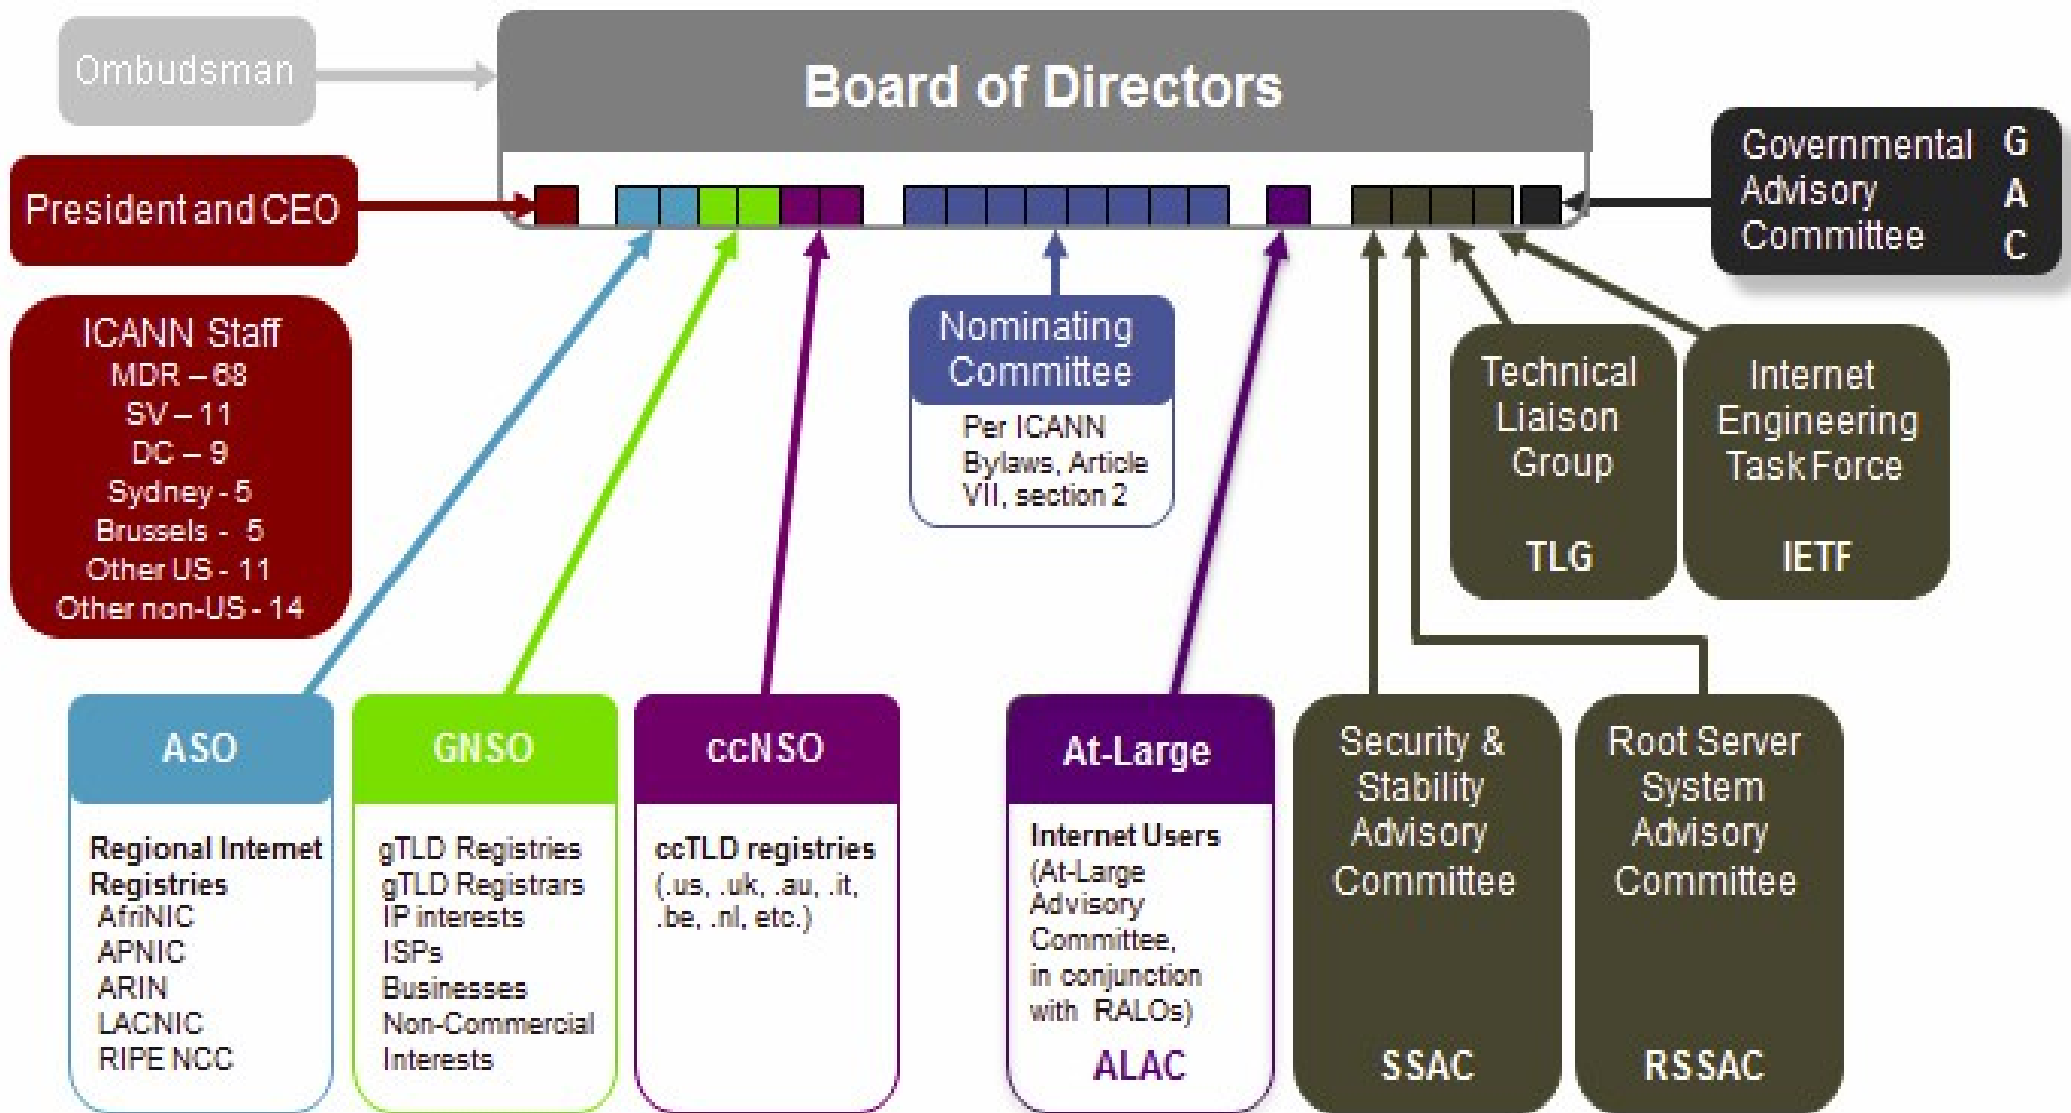 Ombudsman
Board of Directors
President and CEO
Governmental
Advisory
Committee
G
A
C
ICANN Staff
MDR – 68
SV – 11
DC – 9
Sydney - 5
Brussels - 5
Other US - 11
Other non-US - 14
Nominating
Committee
Per ICANN
Bylaws, Article
VII, section 2
Technical
Liaison
Group
TLG
Internet
Engineering
Task Force
IETF
ASO
Regional Internet
Registries
AfriNIC
APNIC
ARIN
LACNIC
RIPE NCC
GNSO
gTLD Registries
gTLD Registrars
IP interests
ISPs
Businesses
Non-Commercial
Interests
ccNSO
ccTLD registries
(.us, .uk, .au, .it,
.be, .nl, etc.)
At-Large
Internet Users
(At-Large
Advisory
Committee,
in conjunction
with RALOs)
ALAC
Security &
Stability
Advisory
Committee
SSAC
Root Server
System
Advisory
Committee
RSSAC